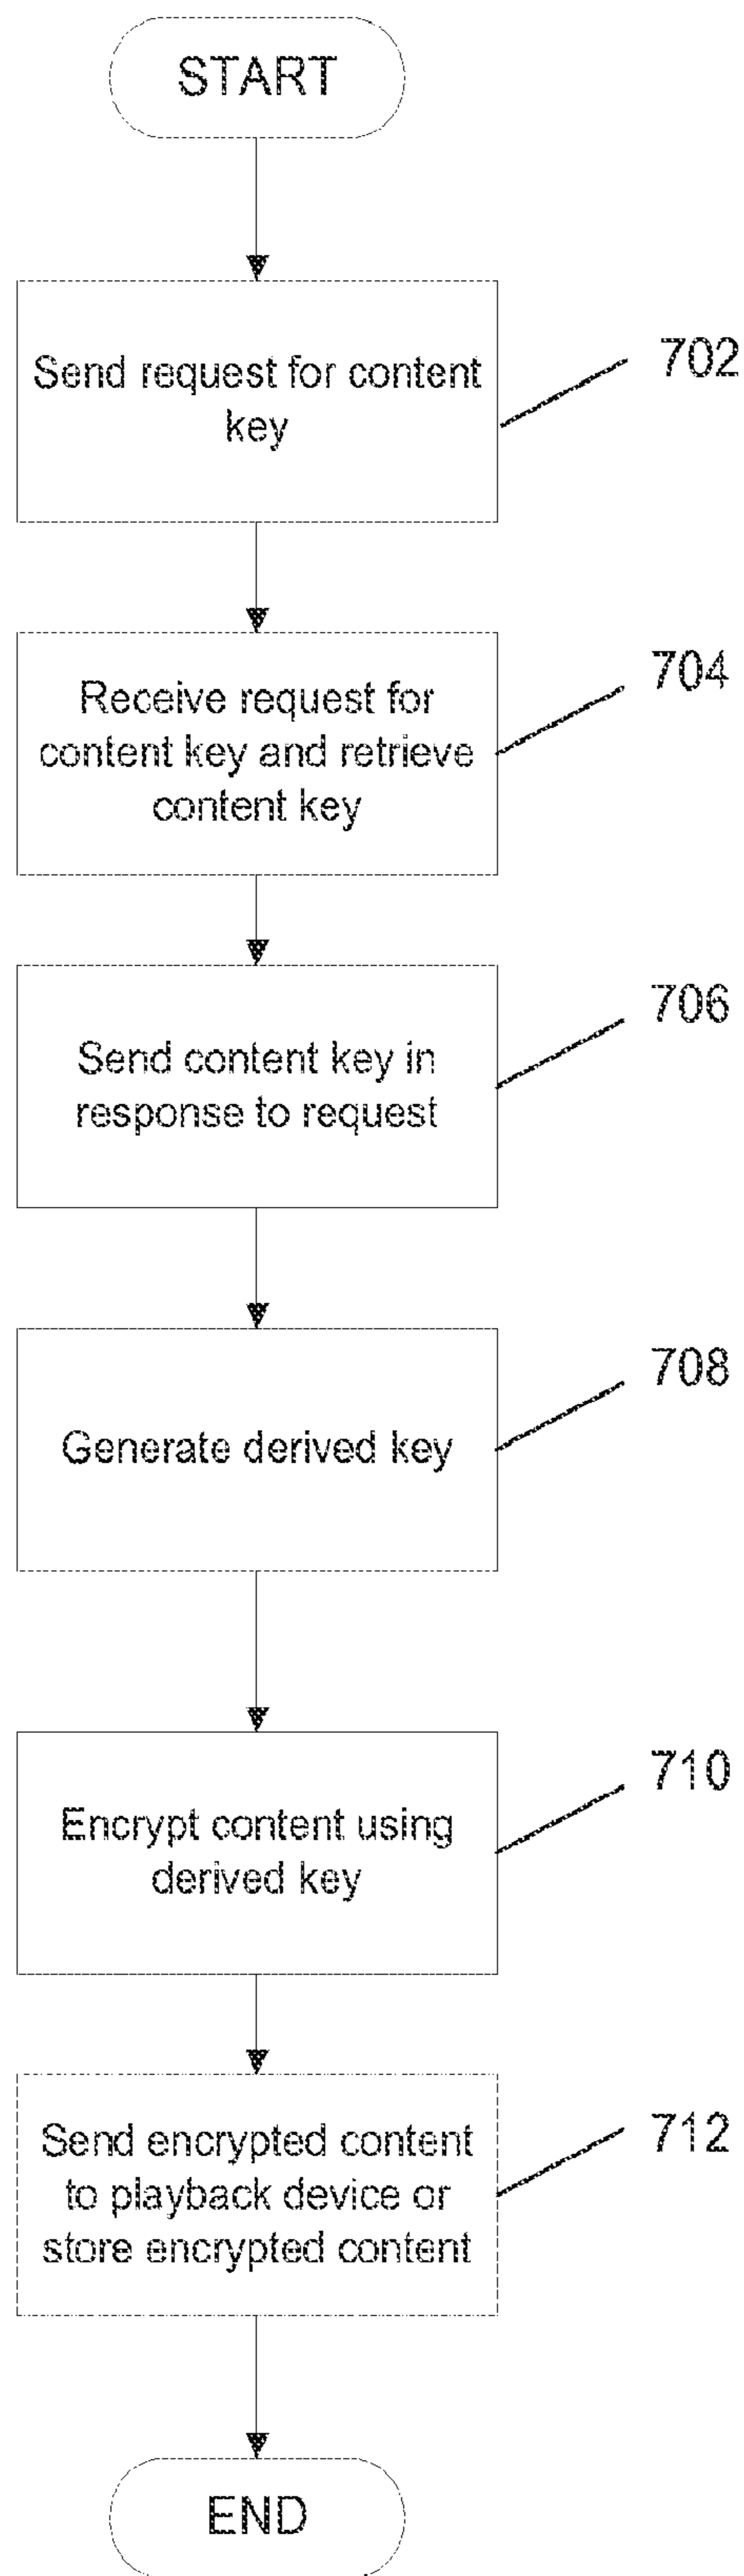 START
Send request for content
key
702
Receive request for
content key and retrieve
content key
704
Send content key in
response to request
706
Generate derived key
708
Encrypt content using
derived key
710
Send encrypted content
to playback device or
store encrypted content
712
END